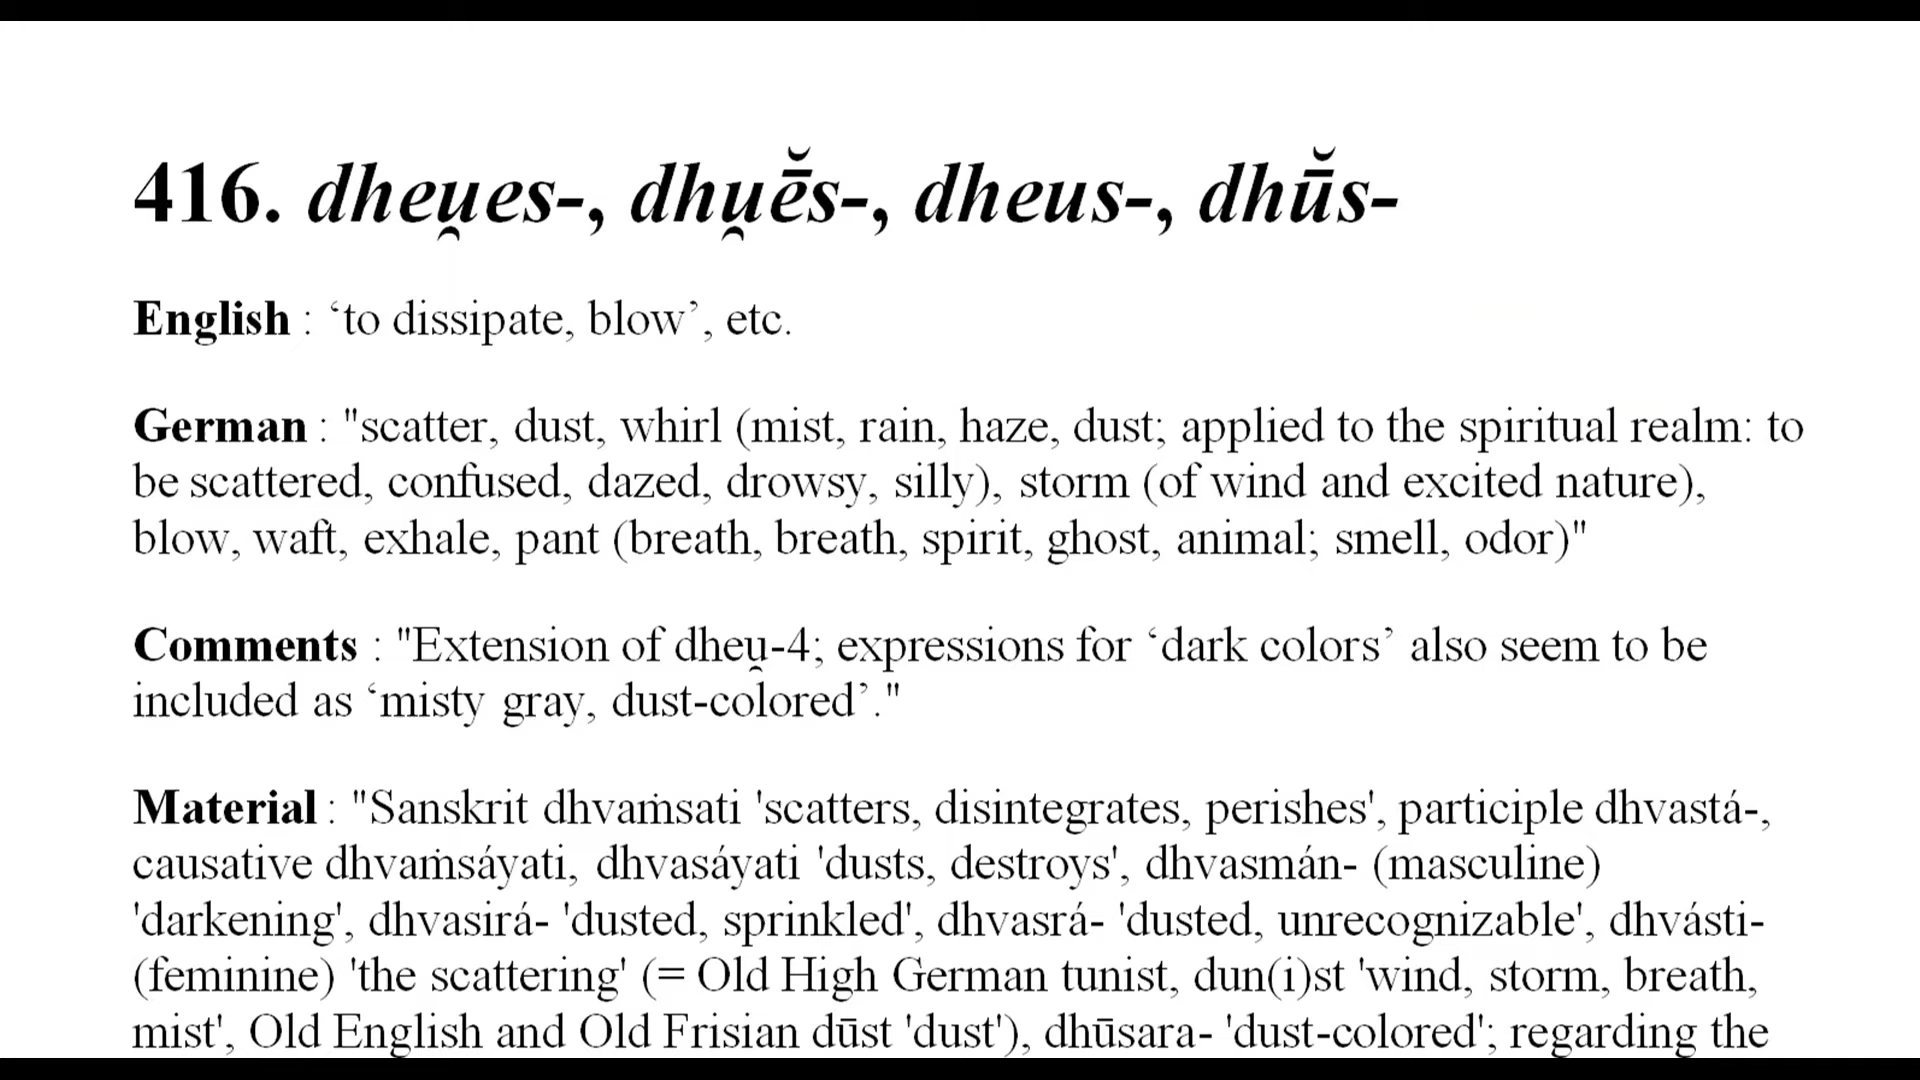 416. dheu̯es-, dhu̯ē̆s-, dheus-, dhū̆s-
English : ‘to dissipate, blow’, etc.
German : "scatter, dust, whirl (mist, rain, haze, dust; applied to the spiritual realm: to
be scattered, confused, dazed, drowsy, silly), storm (of wind and excited nature),
blow, waft, exhale, pant (breath, breath, spirit, ghost, animal; smell, odor)"
Comments : "Extension of dheu̯-4; expressions for ‘dark colors’ also seem to be
included as ‘misty gray, dust-colored’."
Material : "Sanskrit dhvaṁsati 'scatters, disintegrates, perishes', participle dhvastá-,
causative dhvaṁsáyati, dhvasáyati 'dusts, destroys', dhvasmán- (masculine)
'darkening', dhvasirá- 'dusted, sprinkled', dhvasrá- 'dusted, unrecognizable', dhvásti-
(feminine) 'the scattering' (= Old High German tunist, dun(i)st 'wind, storm, breath,
mist', Old English and Old Frisian dūst 'dust'), dhūsara- 'dust-colored'; regarding the